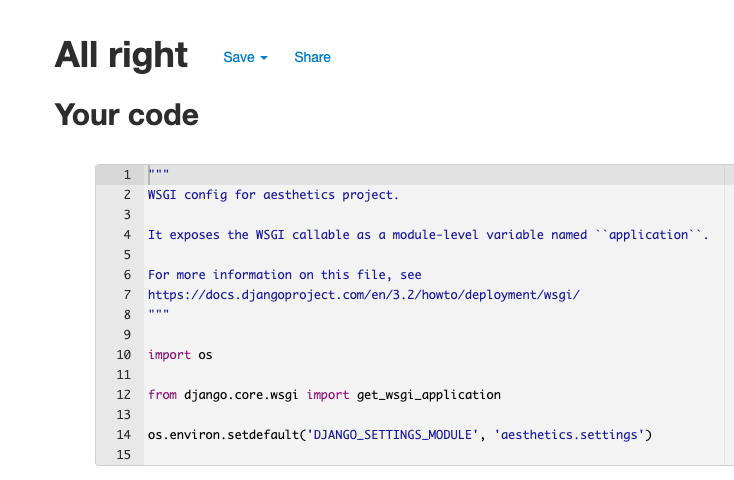 All right Save Share
Your code
1 """
2 WSGI config for aesthetics project.
3
4 It exposes the WSGI callable as a module-level variable named ``application``.
5
6 For more information on this file, see
7 https://docs.djangoproject.com/en/3.2/howto/deployment/wsgi/
8 """
9
10 import os
11
12 from django.core.wsgi import get_wsgi_application
13
14 os.environ.setdefault('DJANGO_SETTINGS_MODULE', 'aesthetics.settings')
15